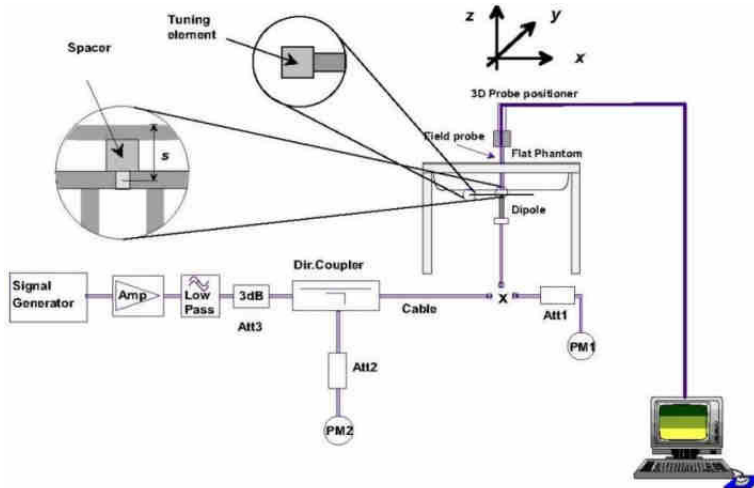 z
y
x
Tuning
element
Spacer
s
3D Probe positioner
Field probe
Flat Phantom
Dipole
Dir.Coupler
Signal
Generator
Amp
Low
Pass
3dB
Att3
Cable
x
Att1
PM1
Att2
PM2